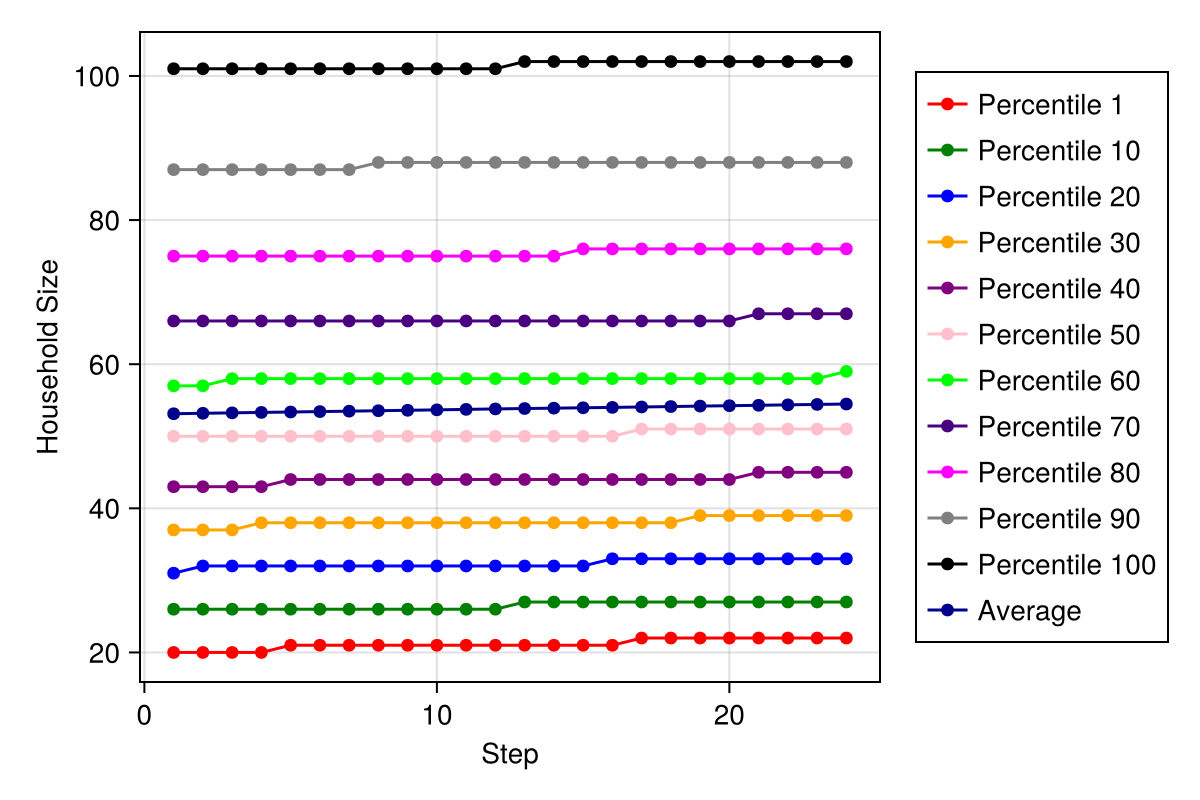 100
80
60
40
20
Household Size
0
10
20
Step
Percentile 1
Percentile 10
Percentile 20
Percentile 30
Percentile 40
Percentile 50
Percentile 60
Percentile 70
Percentile 80
Percentile 90
Percentile 100
Average